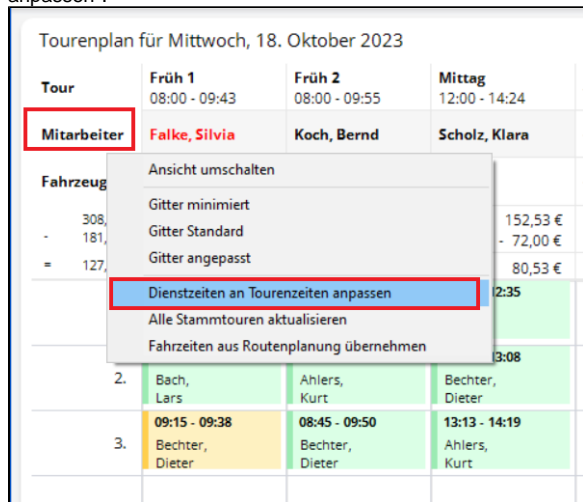 anpassen".
Tourenplan für Mittwoch, 18. Oktober 2023
Tour
Früh 1
08:00 - 09:43
Früh 2
08:00 - 09:55
Mittag
12:00 - 14:24
Mitarbeiter
Falke, Silvia
Koch, Bernd
Scholz, Klara
Fahrzeug
Ansicht umschalten
Gitter minimiert
Gitter Standard
Gitter angepasst
Dienstzeiten an Tourenzeiten anpassen
Alle Stammtouren aktualisieren
Fahrzeiten aus Routenplanung übernehmen
308,
- 181,
= 127,
152,53 €
- 72,00 €
80,53 €
2:35
3:08
2.
Bach,
Lars
Ahlers,
Kurt
Bechter,
Dieter
3.
09:15 - 09:38
Bechter,
Dieter
08:45 - 09:50
Bechter,
Dieter
13:13 - 14:19
Ahlers,
Kurt